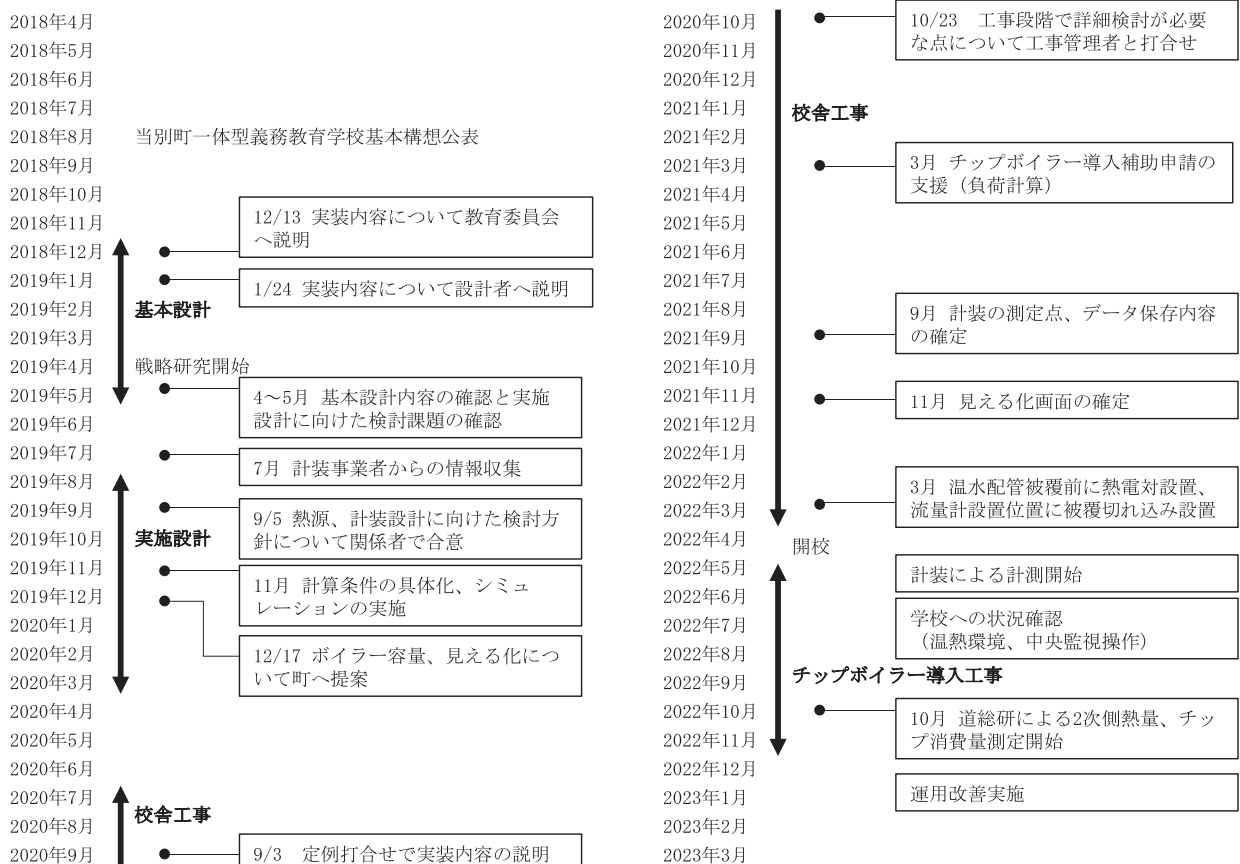 2018年4月
2018年5月
2018年6月
2018年7月
2018年8月
当別町一体型義務教育学校基本構想公表
2018年9月
2018年10月
2018年11月
12/13 実装内容について教育委員会
へ説明
2018年12月
2019年1月
1/24 実装内容について設計者へ説明
2019年2月
基本設計
2019年3月
2019年4月
戦略研究開始
2019年5月
4～5月 基本設計内容の確認と実施
設計に向けた検討課題の確認
2019年6月
2019年7月
7月 計装事業者からの情報収集
2019年8月
2019年9月
9/5 熱源、計装設計に向けた検討方
針について関係者で合意
2019年10月
実施設計
2019年11月
11月 計算条件の具体化、シミュ
レーションの実施
2019年12月
2020年1月
2020年2月
12/17 ボイラー容量、見える化につ
いて町へ提案
2020年3月
2020年4月
2020年5月
2020年6月
2020年7月
校舎工事
2020年8月
2020年9月
9/3 定例打合せで実装内容の説明
2020年10月
10/23 工事段階で詳細検討が必要
な点について工事管理者と打合せ
2020年11月
2020年12月
2021年1月
校舎工事
2021年2月
2021年3月
3月 チップボイラー導入補助申請の
支援（負荷計算）
2021年4月
2021年5月
2021年6月
2021年7月
2021年8月
9月 計装の測定点、データ保存内容
の確定
2021年9月
2021年10月
2021年11月
11月 見える化画面の確定
2021年12月
2022年1月
2022年2月
3月 温水配管被覆前に熱電対設置、
流量計設置位置に被覆切れ込み設置
2022年3月
2022年4月
開校
2022年5月
計装による計測開始
2022年6月
2022年7月
学校への状況確認
（温熱環境、中央監視操作）
2022年8月
チップボイラー導入工事
2022年9月
2022年10月
10月 道総研による2次側熱量、チッ
プ消費量測定開始
2022年11月
2022年12月
2023年1月
運用改善実施
2023年2月
2023年3月